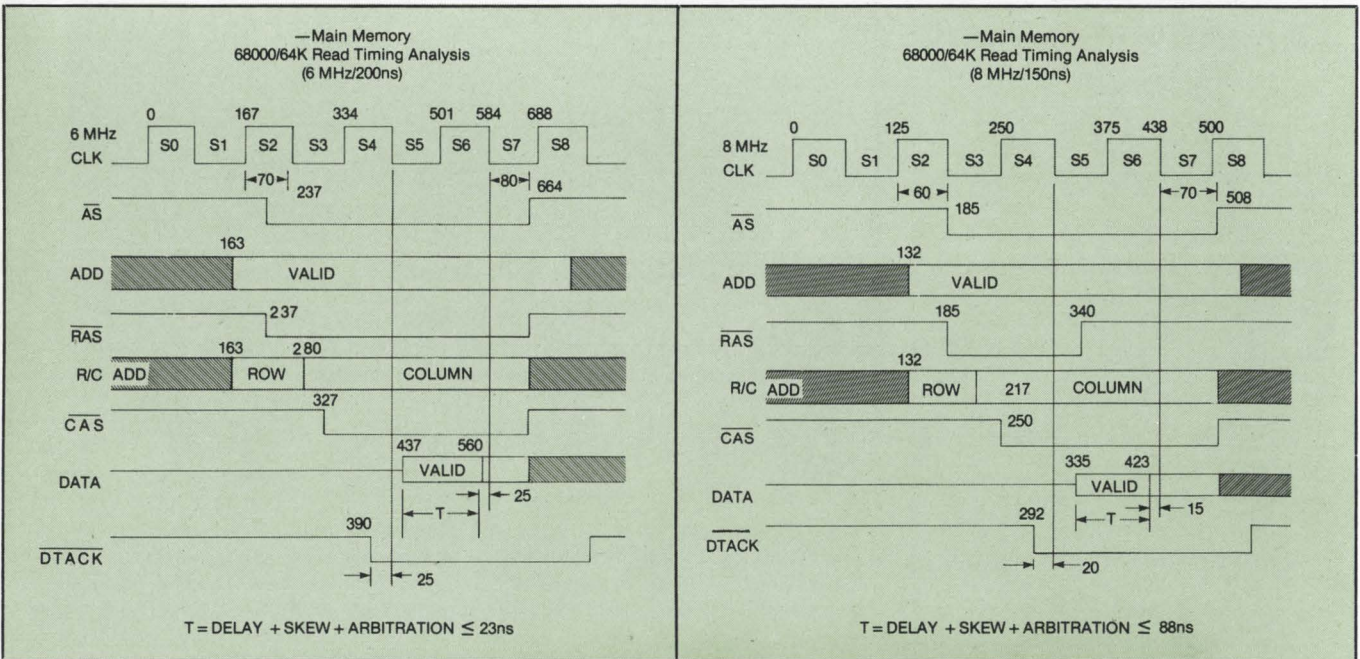 —Main Memory
68000/64K Read Timing Analysis
(6 MHz/200ns)
0 167 334 501 584 688
6 MHz
CLK
S0 S1 S2 S3 S4 S5 S6 S7 S8
70 80
AS
237 664
163
ADD VALID
237
RAS
163 280
R/C ADD ROW COLUMN
327
CAS
437 560
DATA VALID
25
T
390
DTACK
25
T = DELAY + SKEW + ARBITRATION ≤ 23ns
—Main Memory
68000/64K Read Timing Analysis
(8 MHz/150ns)
0 125 250 375 438 500
8 MHz
CLK
S0 S1 S2 S3 S4 S5 S6 S7 S8
60 70
AS
185 508
132
ADD VALID
185 340
RAS
132
R/C ADD ROW 217 COLUMN
250
CAS
335 423
DATA VALID
15
T
292
DTACK
20
T = DELAY + SKEW + ARBITRATION ≤ 88ns